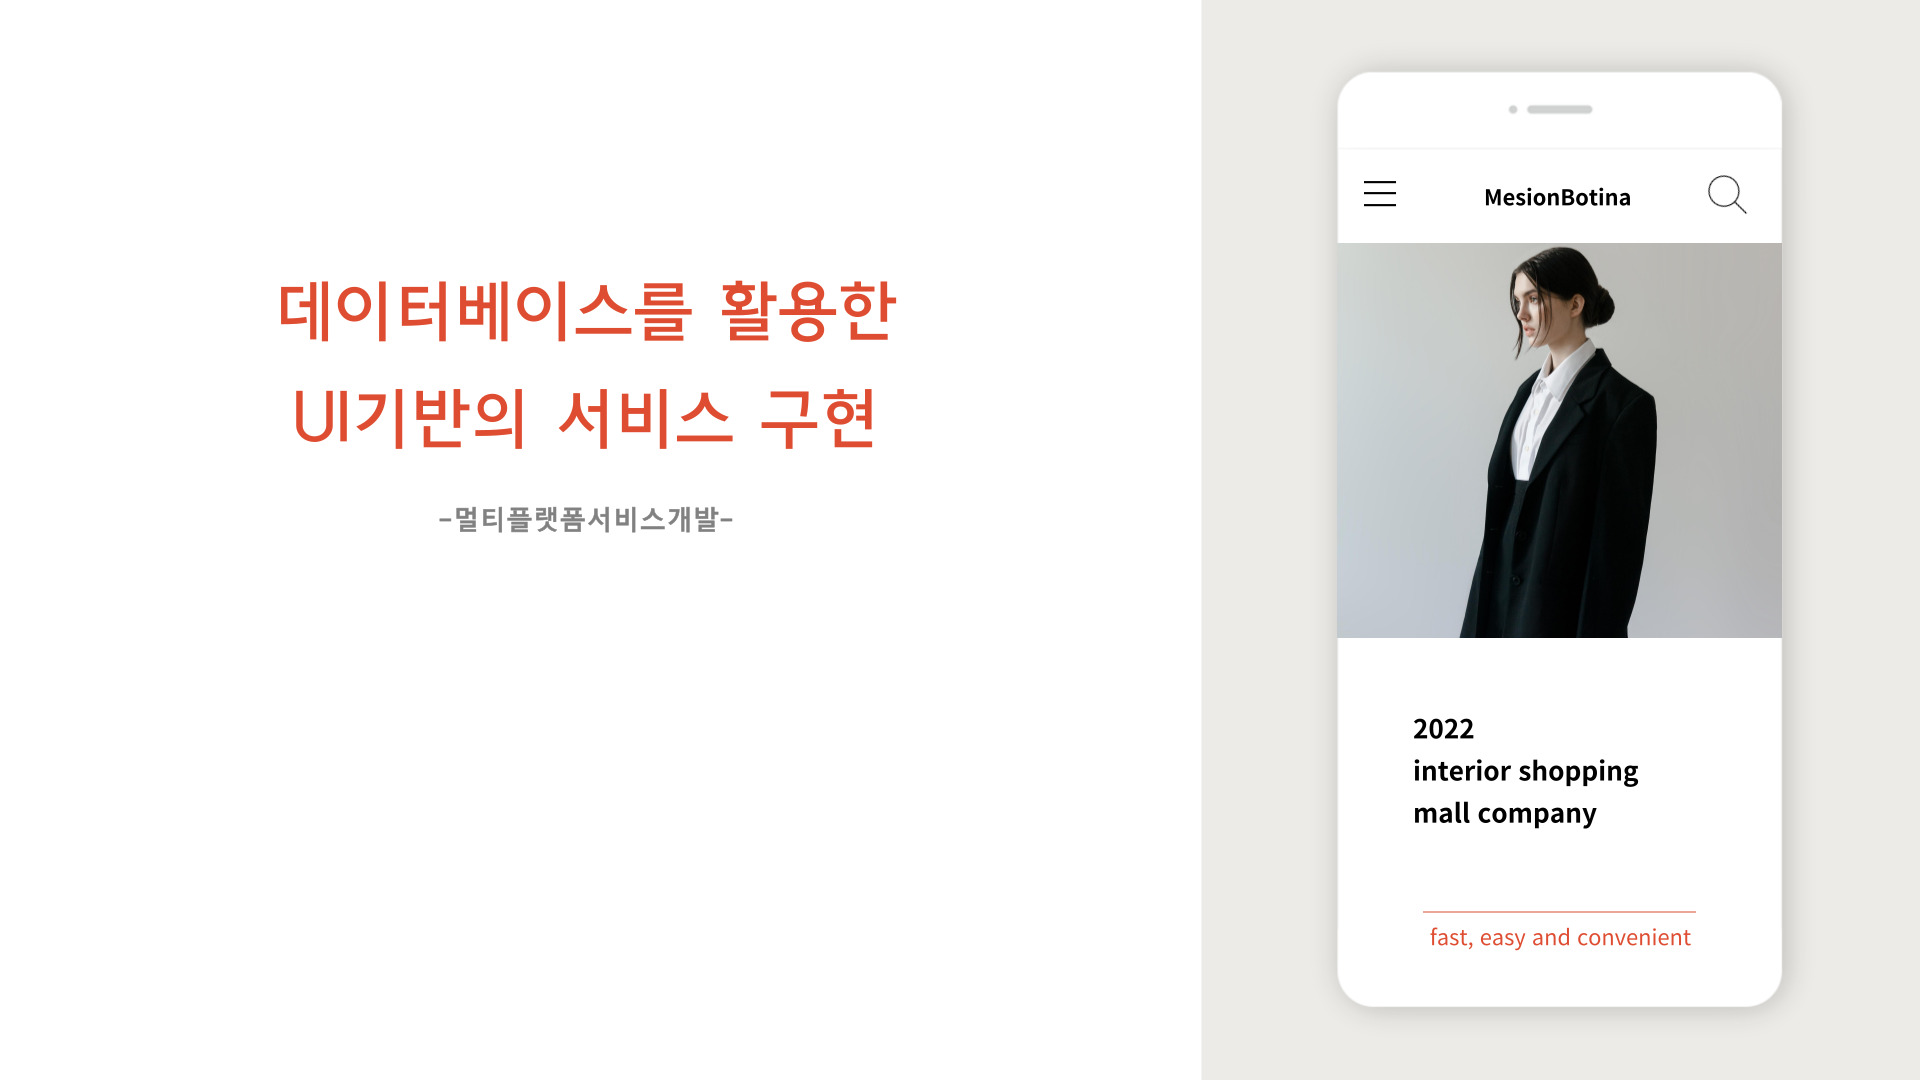 데이터베이스를 활용한
UI기반의 서비스 구현
-멀티플랫폼서비스개발-
MesionBotina
2022
interior shopping
mall company
fast, easy and convenient